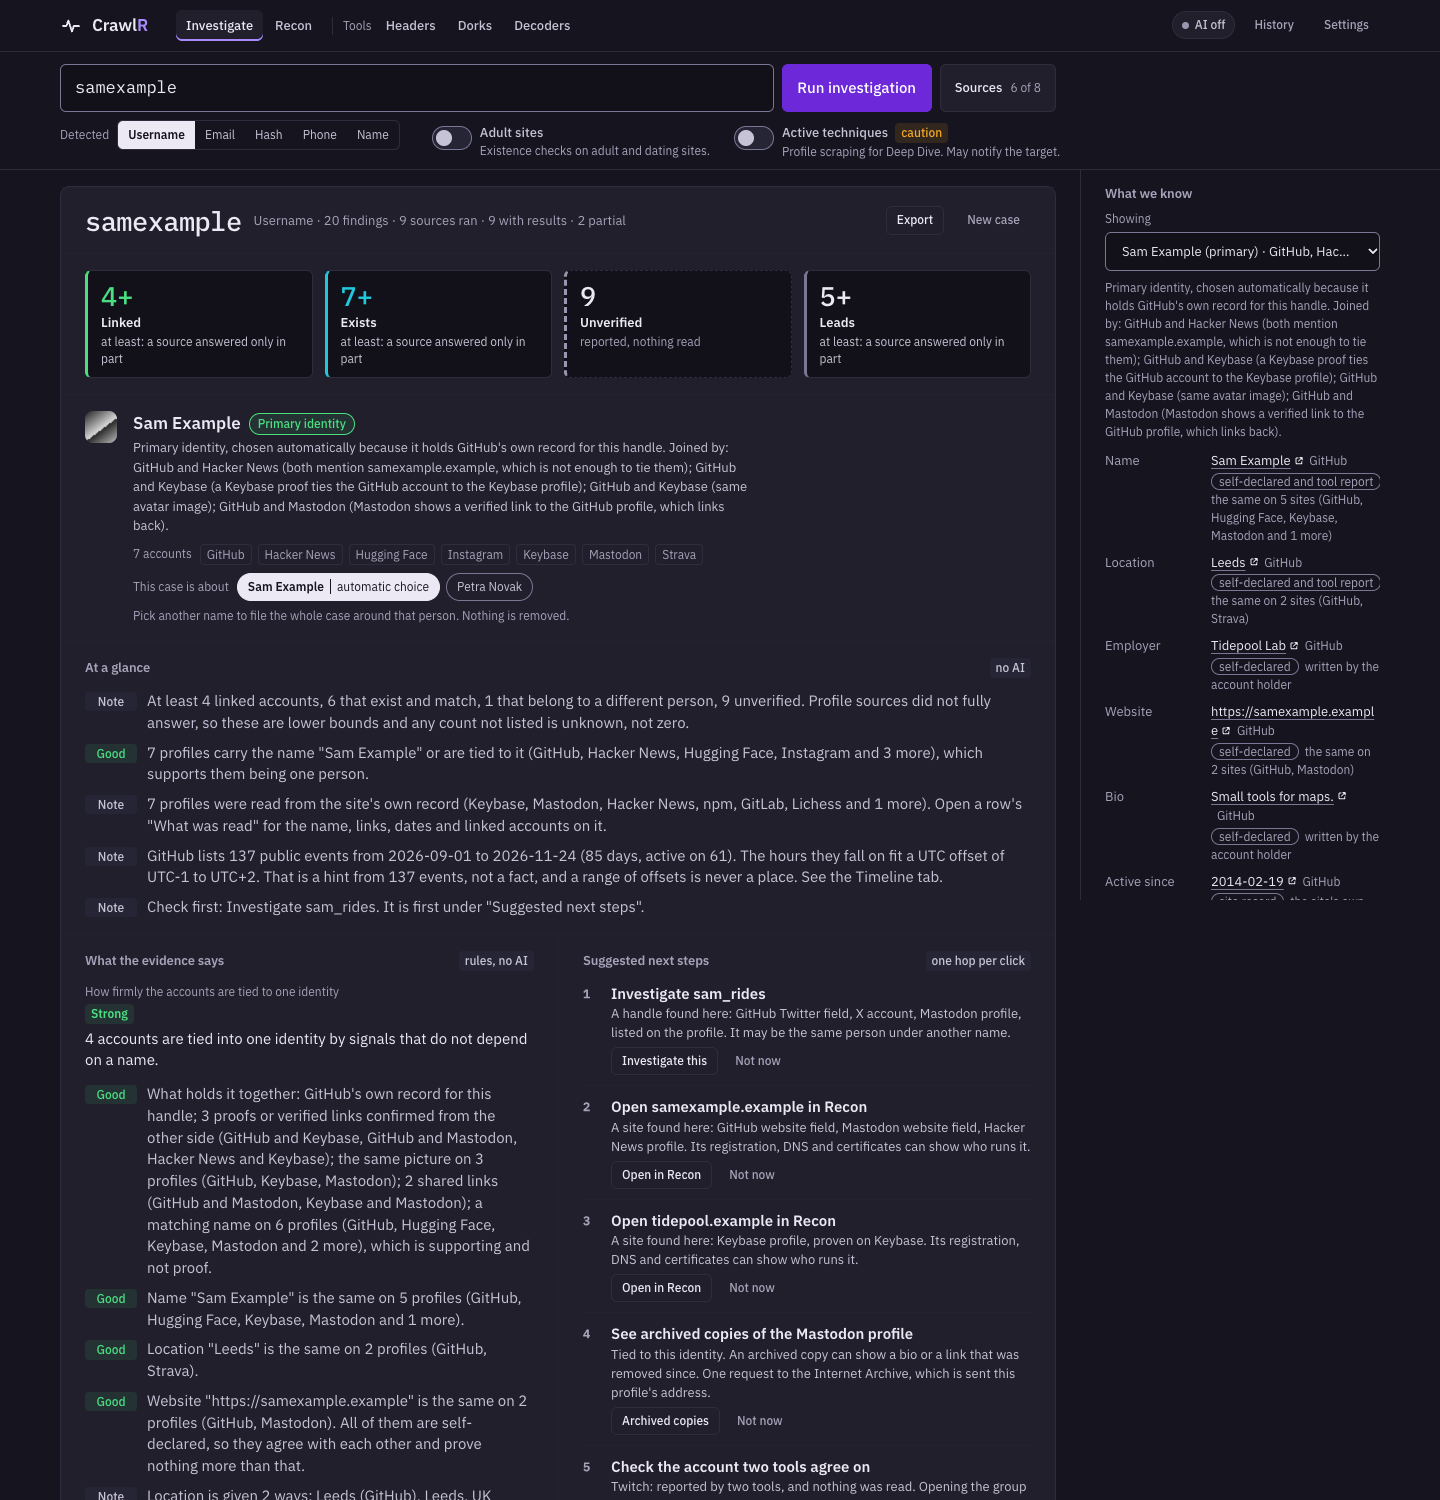 CrawlR
Investigate
Recon
Tools
Headers
Dorks
Decoders
AI off
History
Settings
samexample
Run investigation
Sources 6 of 8
Detected
Username
Email
Hash
Phone
Name
Adult sites
Existence checks on adult and dating sites.
Active techniques caution
Profile scraping for Deep Dive. May notify the target.
samexample
Username · 20 findings · 9 sources ran · 9 with results · 2 partial
Export
New case
4+
Linked
at least: a source answered only in
part
7+
Exists
at least: a source answered only in
part
9
Unverified
reported, nothing read
5+
Leads
at least: a source answered only in
part
Sam Example Primary identity
Primary identity, chosen automatically because it holds GitHub's own record for this handle. Joined by:
GitHub and Hacker News (both mention samexample.example, which is not enough to tie them); GitHub
and Keybase (a Keybase proof ties the GitHub account to the Keybase profile); GitHub and Keybase (same
avatar image); GitHub and Mastodon (Mastodon shows a verified link to the GitHub profile, which links
back).
7 accounts GitHub Hacker News Hugging Face Instagram Keybase Mastodon Strava
This case is about Sam Example | automatic choice Petra Novak
Pick another name to file the whole case around that person. Nothing is removed.
At a glance
no AI
Note At least 4 linked accounts, 6 that exist and match, 1 that belong to a different person, 9 unverified. Profile sources did not fully
answer, so these are lower bounds and any count not listed is unknown, not zero.
Good 7 profiles carry the name "Sam Example" or are tied to it (GitHub, Hacker News, Hugging Face, Instagram and 3 more), which
supports them being one person.
Note 7 profiles were read from the site's own record (Keybase, Mastodon, Hacker News, npm, GitLab, Lichess and 1 more). Open a row's
"What was read" for the name, links, dates and linked accounts on it.
Note GitHub lists 137 public events from 2026-09-01 to 2026-11-24 (85 days, active on 61). The hours they fall on fit a UTC offset of
UTC-1 to UTC+2. That is a hint from 137 events, not a fact, and a range of offsets is never a place. See the Timeline tab.
Note Check first: Investigate sam_rides. It is first under "Suggested next steps".
What the evidence says
rules, no AI
How firmly the accounts are tied to one identity
Strong
4 accounts are tied into one identity by signals that do not depend
on a name.
Good What holds it together: GitHub's own record for this
handle; 3 proofs or verified links confirmed from the
other side (GitHub and Keybase, GitHub and Mastodon,
Hacker News and Keybase); the same picture on 3
profiles (GitHub, Keybase, Mastodon); 2 shared links
(GitHub and Mastodon, Keybase and Mastodon); a
matching name on 6 profiles (GitHub, Hugging Face,
Keybase, Mastodon and 2 more), which is supporting and
not proof.
Good Name "Sam Example" is the same on 5 profiles (GitHub,
Hugging Face, Keybase, Mastodon and 1 more).
Good Location "Leeds" is the same on 2 profiles (GitHub,
Strava).
Good Website "https://samexample.example" is the same on 2
profiles (GitHub, Mastodon). All of them are self-
declared, so they agree with each other and prove
nothing more than that.
Note Location is given 2 ways: Leeds (GitHub), Leeds, UK
Suggested next steps
one hop per click
1 Investigate sam_rides
A handle found here: GitHub Twitter field, X account, Mastodon profile,
listed on the profile. It may be the same person under another name.
Investigate this
Not now
2 Open samexample.example in Recon
A site found here: GitHub website field, Mastodon website field, Hacker
News profile. Its registration, DNS and certificates can show who runs it.
Open in Recon
Not now
3 Open tidepool.example in Recon
A site found here: Keybase profile, proven on Keybase. Its registration,
DNS and certificates can show who runs it.
Open in Recon
Not now
4 See archived copies of the Mastodon profile
Tied to this identity. An archived copy can show a bio or a link that was
removed since. One request to the Internet Archive, which is sent this
profile's address.
Archived copies
Not now
5 Check the account two tools agree on
Twitch: reported by two tools, and nothing was read. Opening the group
What we know
Showing
Sam Example (primary) · GitHub, Hac...
Primary identity, chosen automatically because it
holds GitHub's own record for this handle. Joined
by: GitHub and Hacker News (both mention
samexample.example, which is not enough to tie
them); GitHub and Keybase (a Keybase proof ties
the GitHub account to the Keybase profile); GitHub
and Keybase (same avatar image); GitHub and
Mastodon (Mastodon shows a verified link to the
GitHub profile, which links back).
Name Sam Example GitHub
self-declared and tool report
the same on 5 sites (GitHub,
Hugging Face, Keybase,
Mastodon and 1 more)
Location Leeds GitHub
self-declared and tool report
the same on 2 sites (GitHub,
Strava)
Employer Tidepool Lab GitHub
self-declared written by the
account holder
Website https://samexample.exampl
e GitHub
self-declared the same on
2 sites (GitHub, Mastodon)
Bio Small tools for maps.
GitHub
self-declared written by the
account holder
Active since 2014-02-19 GitHub